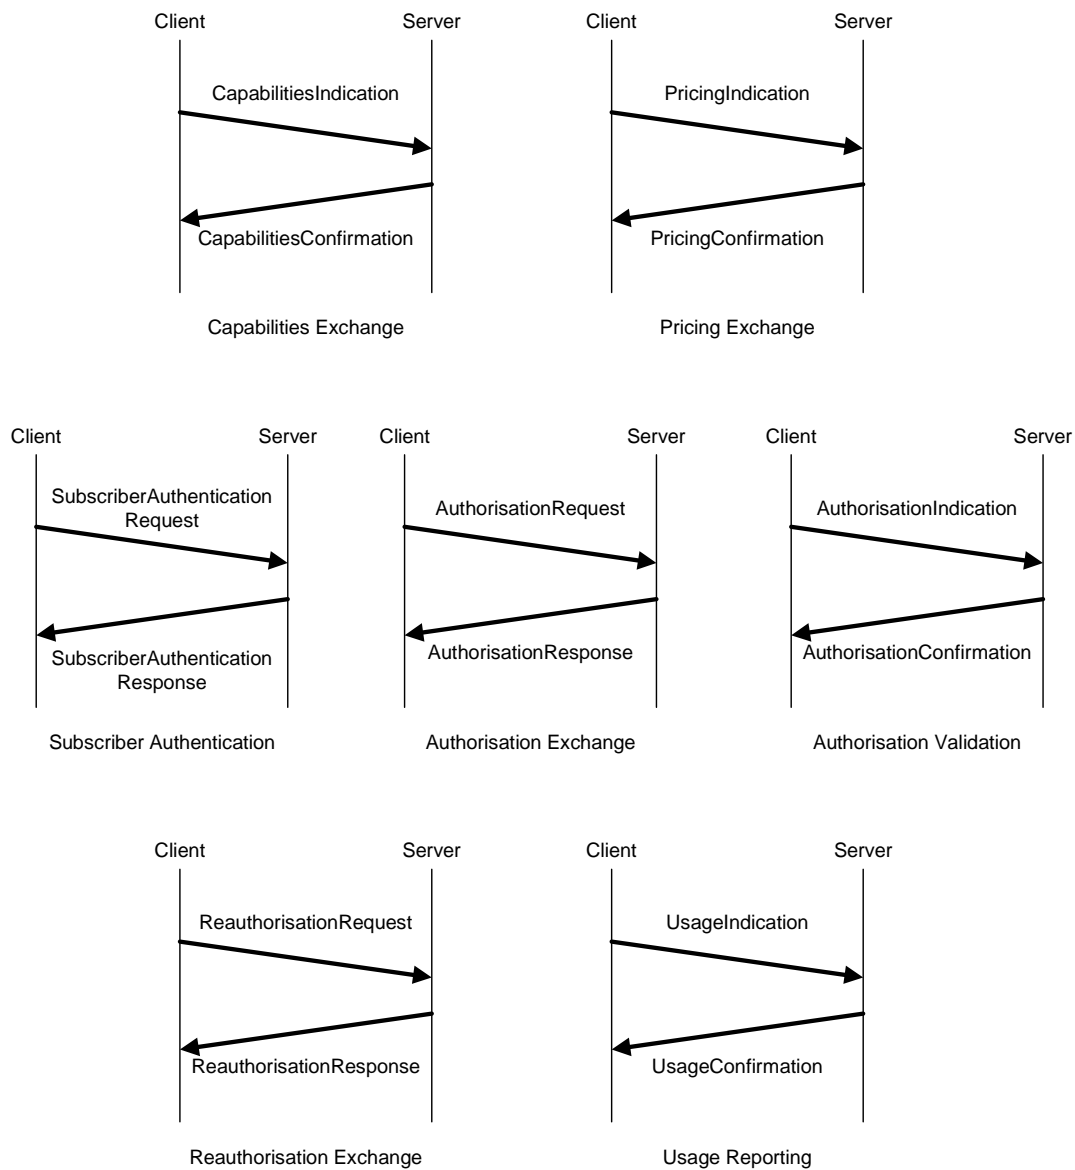 Client Server Client Server
CapabilitiesIndication PricingIndication
CapabilitiesConfirmation PricingConfirmation
Capabilities Exchange Pricing Exchange
Client Server Client Server Client Server
SubscriberAuthentication
Request
AuthorisationRequest AuthorisationIndication
SubscriberAuthentication
Response
AuthorisationResponse AuthorisationConfirmation
Subscriber Authentication Authorisation Exchange Authorisation Validation
Client Server Client Server
ReauthorisationRequest UsageIndication
ReauthorisationResponse UsageConfirmation
Reauthorisation Exchange Usage Reporting